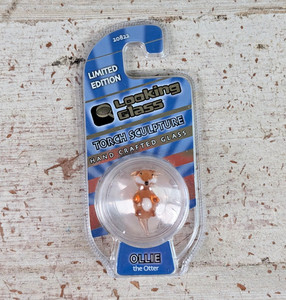 20822
LIMITED
EDITION
Looking
Glass
TORCH SCULPTURE
HAND CRAFTED GLASS
OLLIE
the Otter